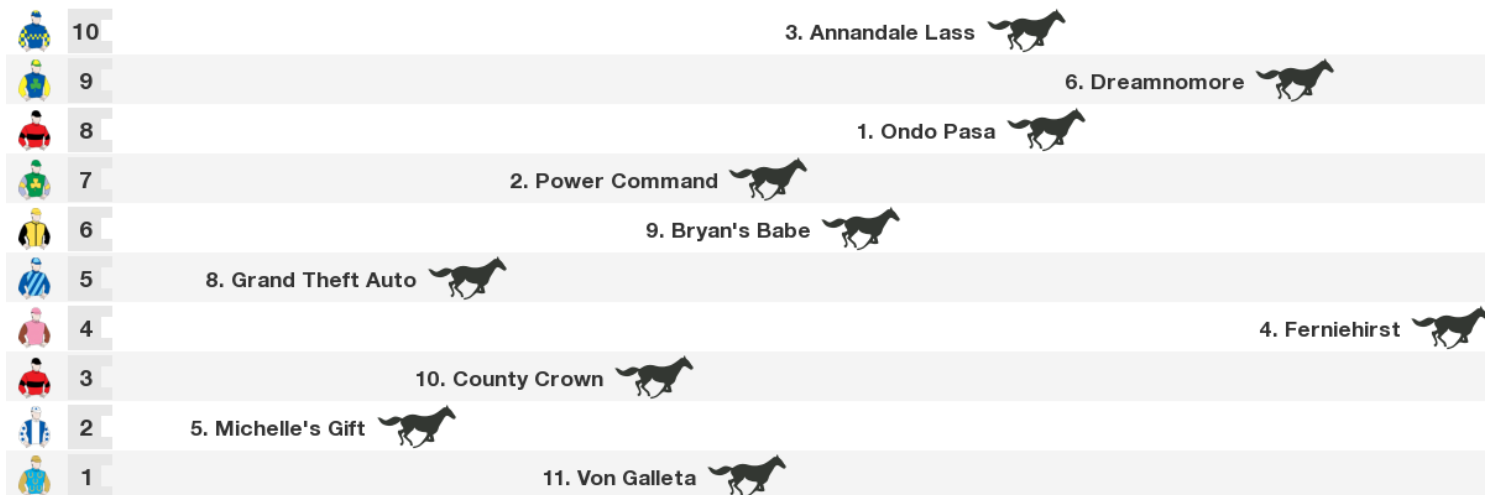 10 3. Annandale Lass
9 6. Dreamnomore
8 1. Ondo Pasa
7 2. Power Command
6 9. Bryan's Babe
5 8. Grand Theft Auto
4 4. Ferniehirst
3 10. County Crown
2 5. Michelle's Gift
1 11. Von Galleta